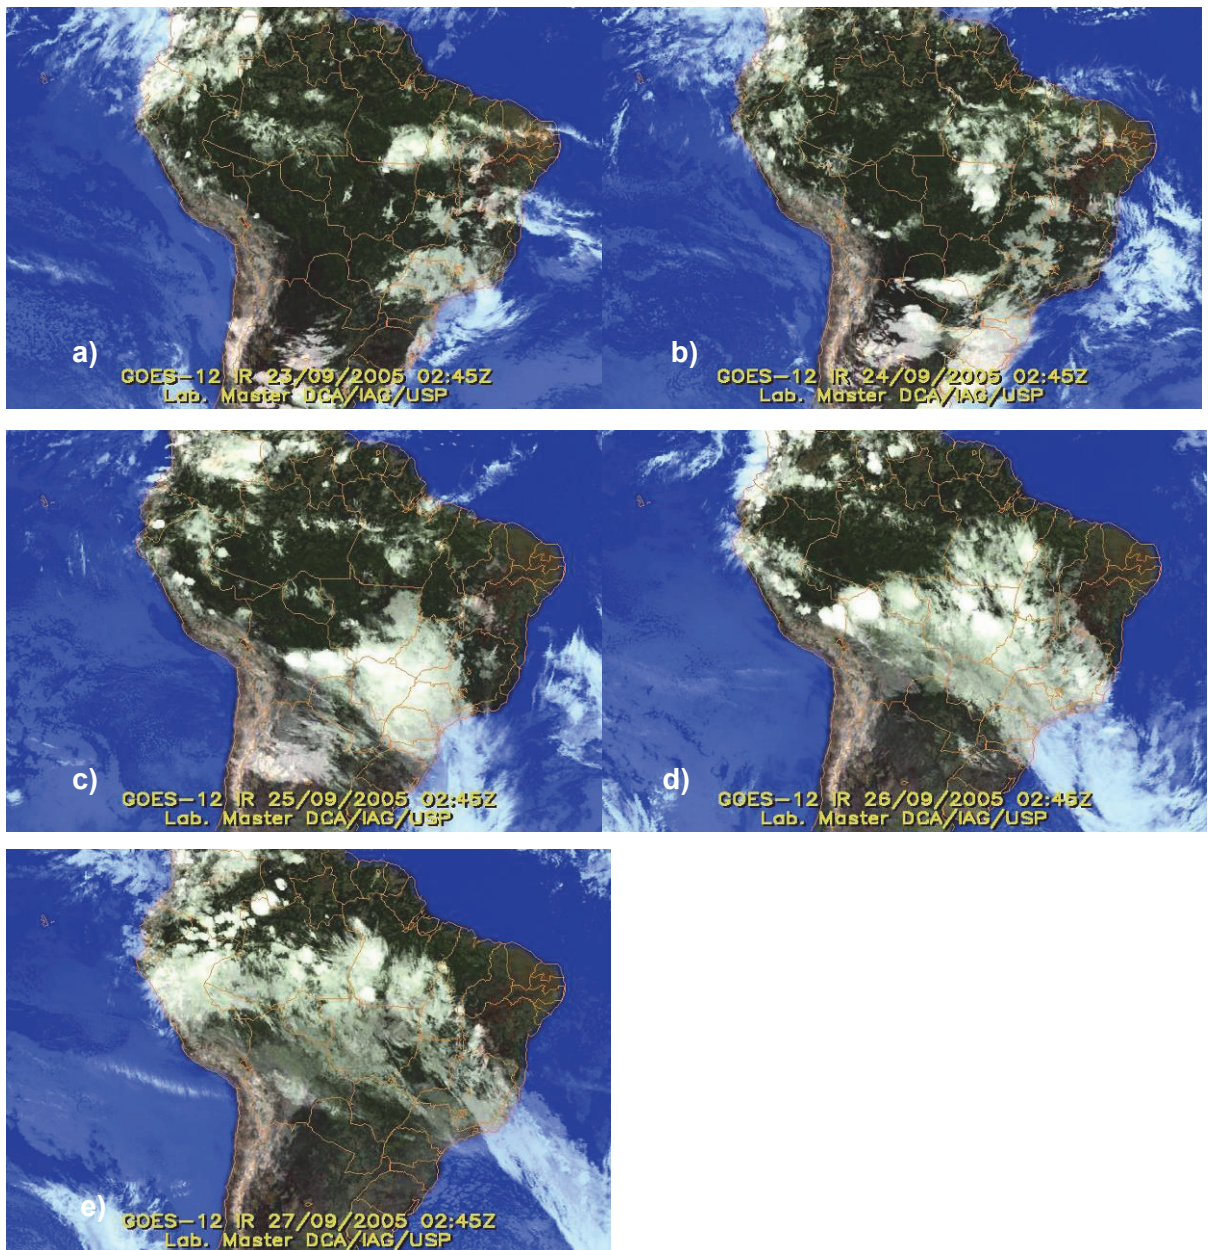 a)
GOES-12 IR 23/09/2005 02:45Z
Lab. Master DCA/IAG/USP
b)
GOES-12 IR 24/09/2005 02:45Z
Lab. Master DCA/IAG/USP
c)
GOES-12 IR 25/09/2005 02:45Z
Lab. Master DCA/IAG/USP
d)
GOES-12 IR 26/09/2005 02:45Z
Lab. Master DCA/IAG/USP
e)
GOES-12 IR 27/09/2005 02:45Z
Lab. Master DCA/IAG/USP